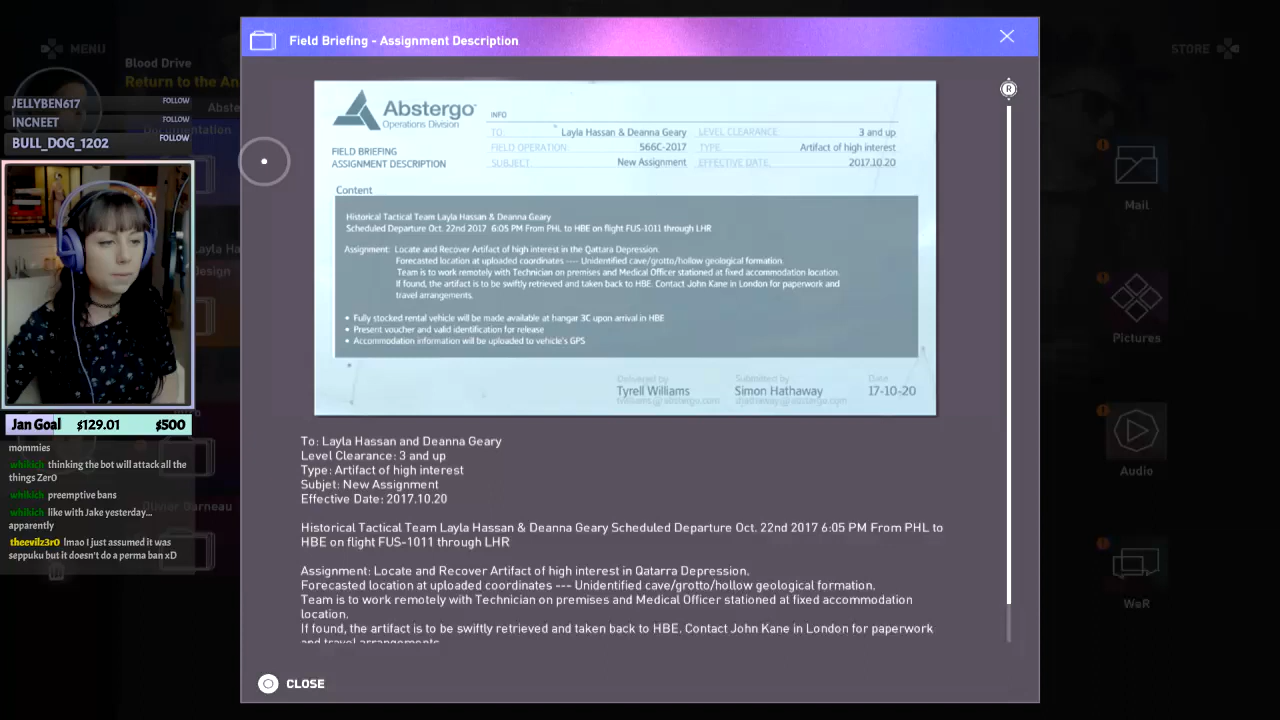 Field Briefing - Assignment Description
MENU
STORE
Blood Drive
Return to the An
Abste
JELLYBEN617 FOLLOW
INCNEET FOLLOW
BULL_DOG_1202 FOLLOW
Documentation
Abstergo
Operations Division
FIELD BRIEFING
ASSIGNMENT DESCRIPTION
INFO
TO: Layla Hassan & Deanna Geary LEVEL CLEARANCE 3 and up
FIELD OPERATION: 566C-2017 TYPE: Artifact of high interest
SUBJECT: New Assignment EFFECTIVE DATE: 2017.10.20
Content
Historical Tactical Team Layla Hassan & Deanna Geary
Scheduled Departure Oct. 22nd 2017 6:05 PM From PHL to HBE on flight FUS-1011 through LHR
Assignment: Locate and Recover Artifact of high interest in the Qattara Depression.
Forecasted location at uploaded coordinates ---- Unidentified cave/grotto/hollow geological formation.
Team is to work remotely with Technician on premises and Medical Officer stationed at fixed accommodation location.
If found, the artifact is to be swiftly retrieved and taken back to HBE. Contact John Kane in London for paperwork and
travel arrangements.
• Fully stocked rental vehicle will be made available at hangar 3C upon arrival in HBE
• Present voucher and valid identification for release
• Accommodation information will be uploaded to vehicle's GPS
Delivered by Submitted by Date
Tyrell Williams Simon Hathaway 17-10-20
To: Layla Hassan and Deanna Geary
Level Clearance: 3 and up
Type: Artifact of high interest
Subjet: New Assignment
Effective Date: 2017.10.20
Historical Tactical Team Layla Hassan & Deanna Geary Scheduled Departure Oct. 22nd 2017 6:05 PM From PHL to
HBE on flight FUS-1011 through LHR
Assignment: Locate and Recover Artifact of high interest in Qatarra Depression.
Forecasted location at uploaded coordinates --- Unidentified cave/grotto/hollow geological formation.
Team is to work remotely with Technician on premises and Medical Officer stationed at fixed accommodation
location.
If found, the artifact is to be swiftly retrieved and taken back to HBE. Contact John Kane in London for paperwork
and travel arrangements
R
CLOSE
Mail
Pictures
Audio
WeR
Layla Ha
esign
Jan Goal $129.01 $500
mommies
whikich thinking the bot will attack all the
things Zer0
whikich preemptive bans
whikich like with Jake yesterday...
apparently
theevilz3r0 lmao I just assumed it was
seppuku but it doesn't do a perma ban xD
Junior Darneau